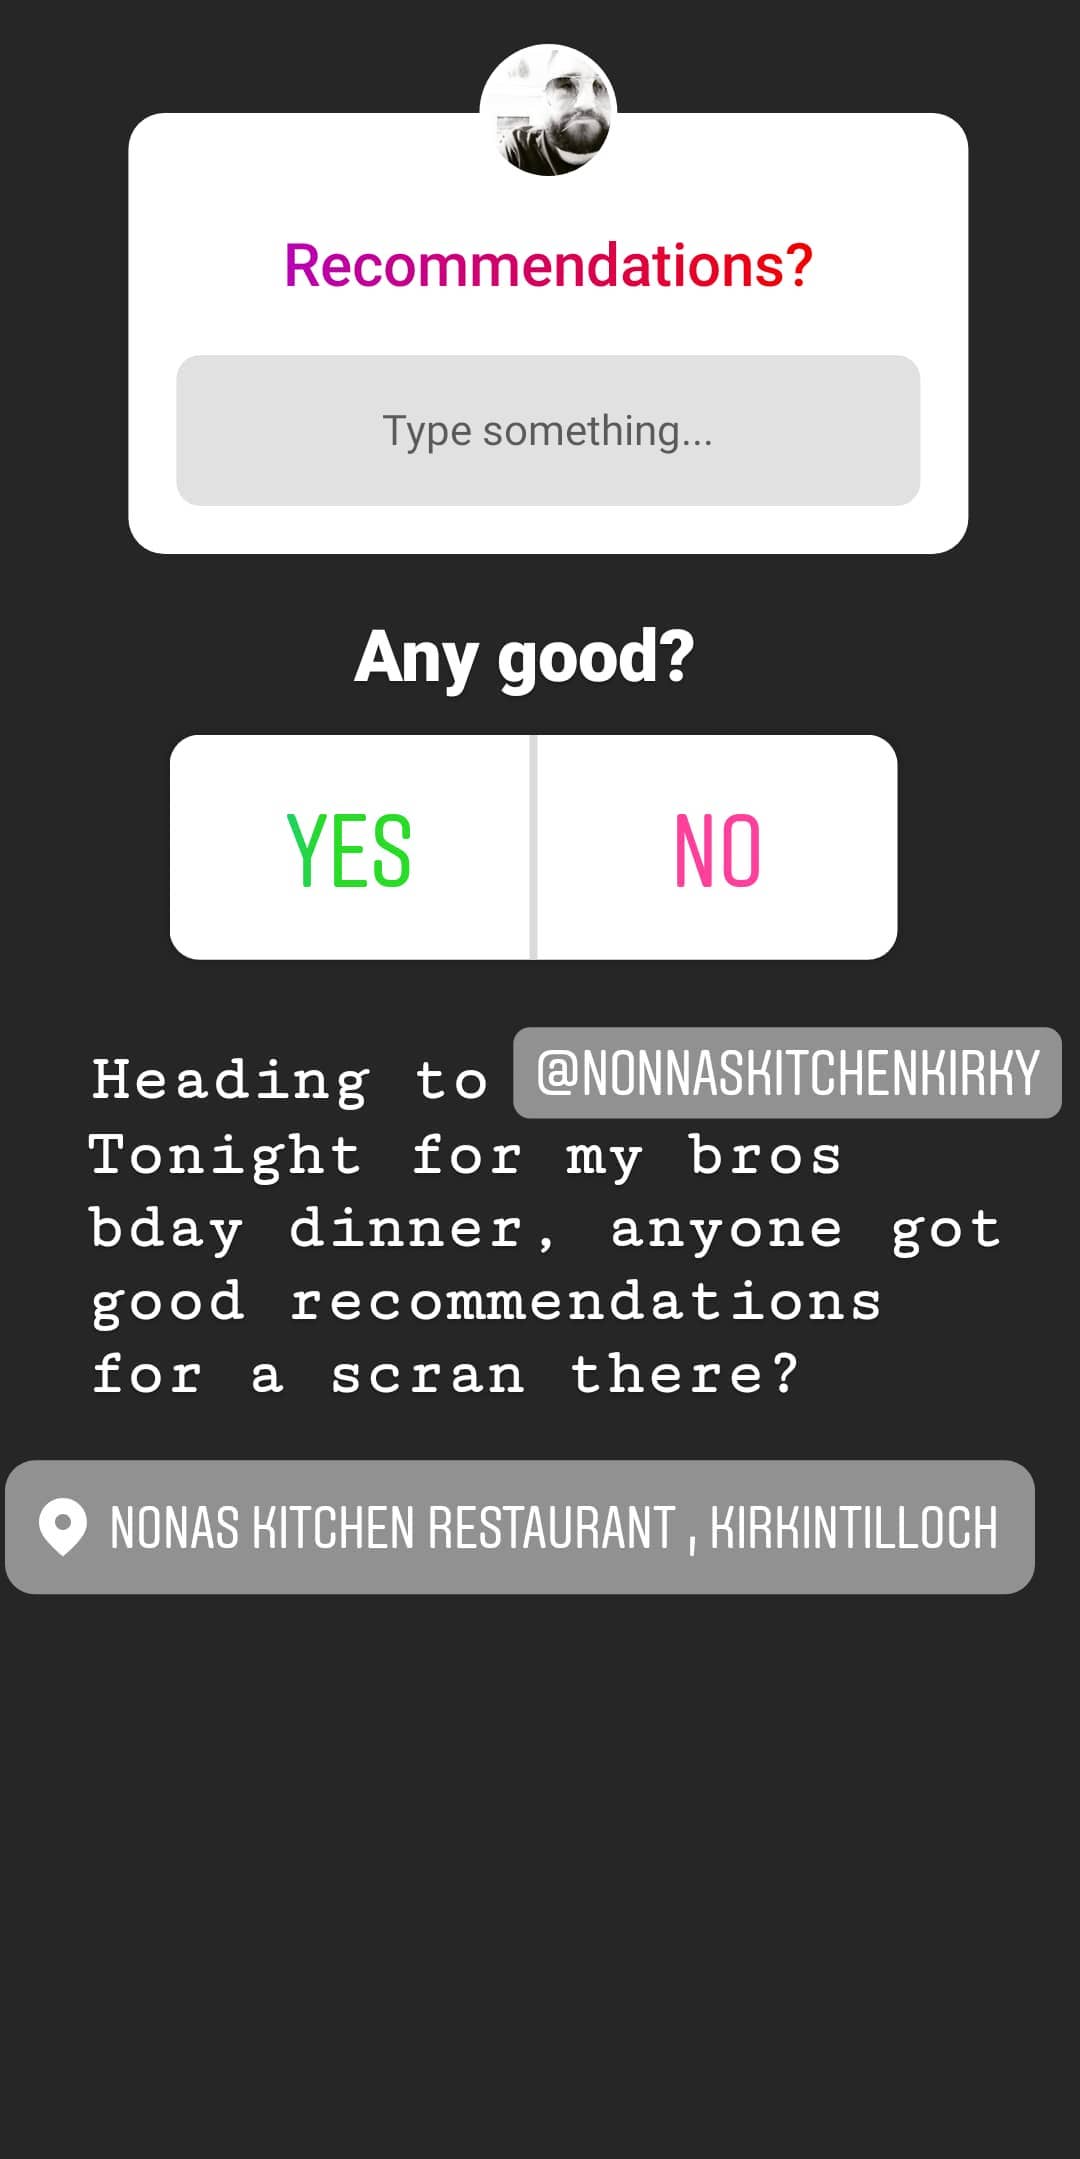 Recommendations?
Type something...
Any good?
YES NO
Heading to @NONNASKITCHENKIRKY
Tonight for my bros
bday dinner, anyone got
good recommendations
for a scran there?
NONAS KITCHEN RESTAURANT , KIRKINTILLOCH